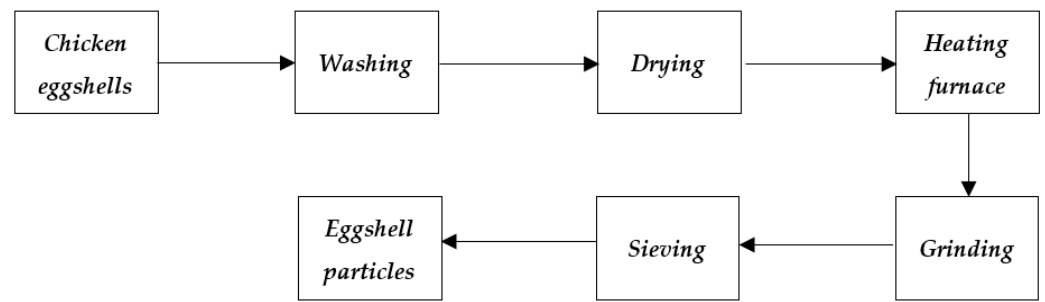 Chicken
eggshells
Washing
Drying
Heating
furnace
Grinding
Sieving
Eggshell
particles